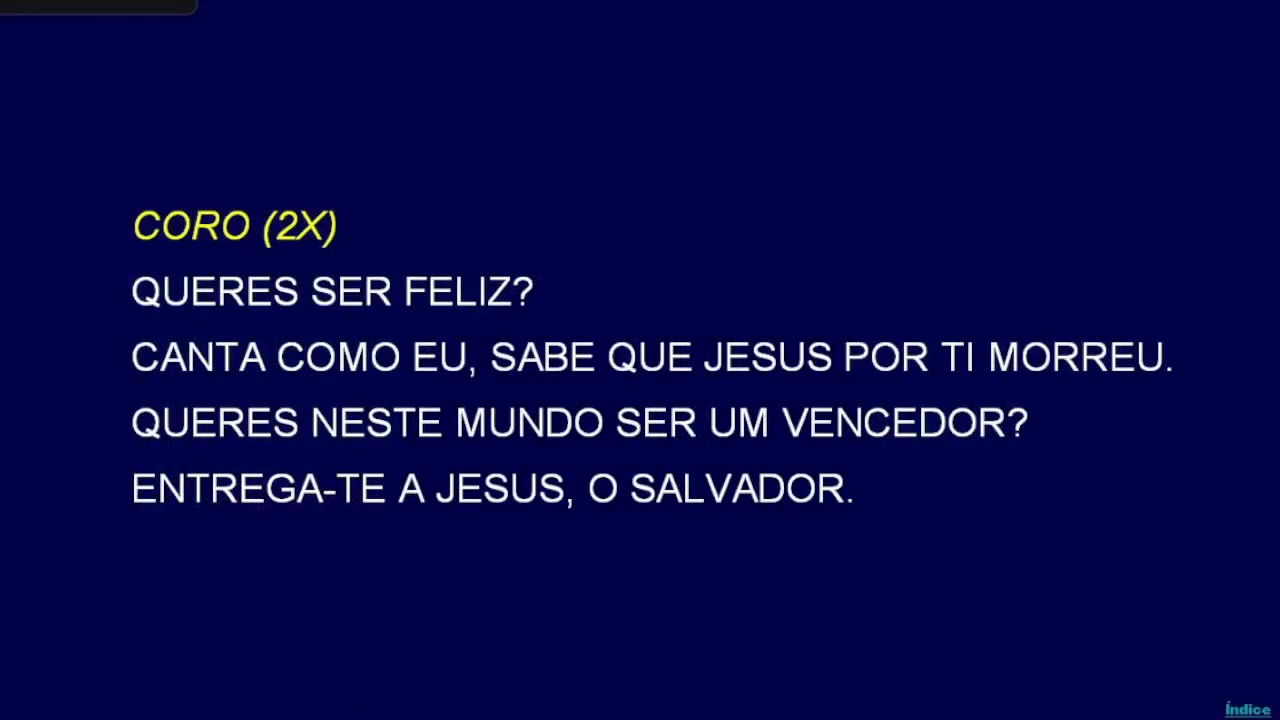 CORO (2X)
QUERES SER FELIZ?
CANTA COMO EU, SABE QUE JESUS POR TI MORREU.
QUERES NESTE MUNDO SER UM VENCEDOR?
ENTREGA-TE A JESUS, O SALVADOR.
Índice